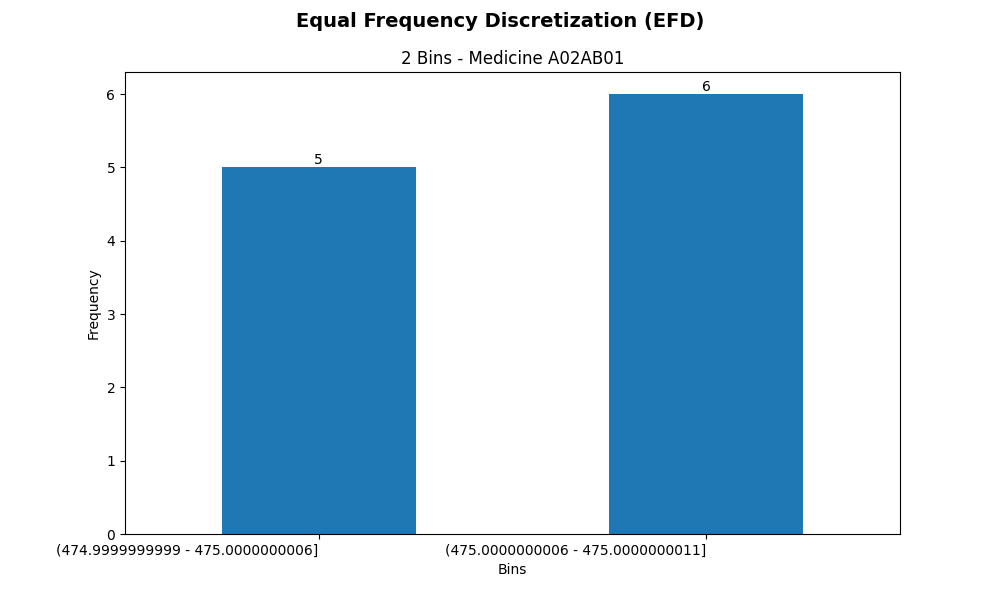 Equal Frequency Discretization (EFD)
2 Bins - Medicine A02AB01
6
5
4
3
2
1
0
Frequency
5
6
(474.9999999999 - 475.0000000006]
(475.0000000006 - 475.0000000011]
Bins